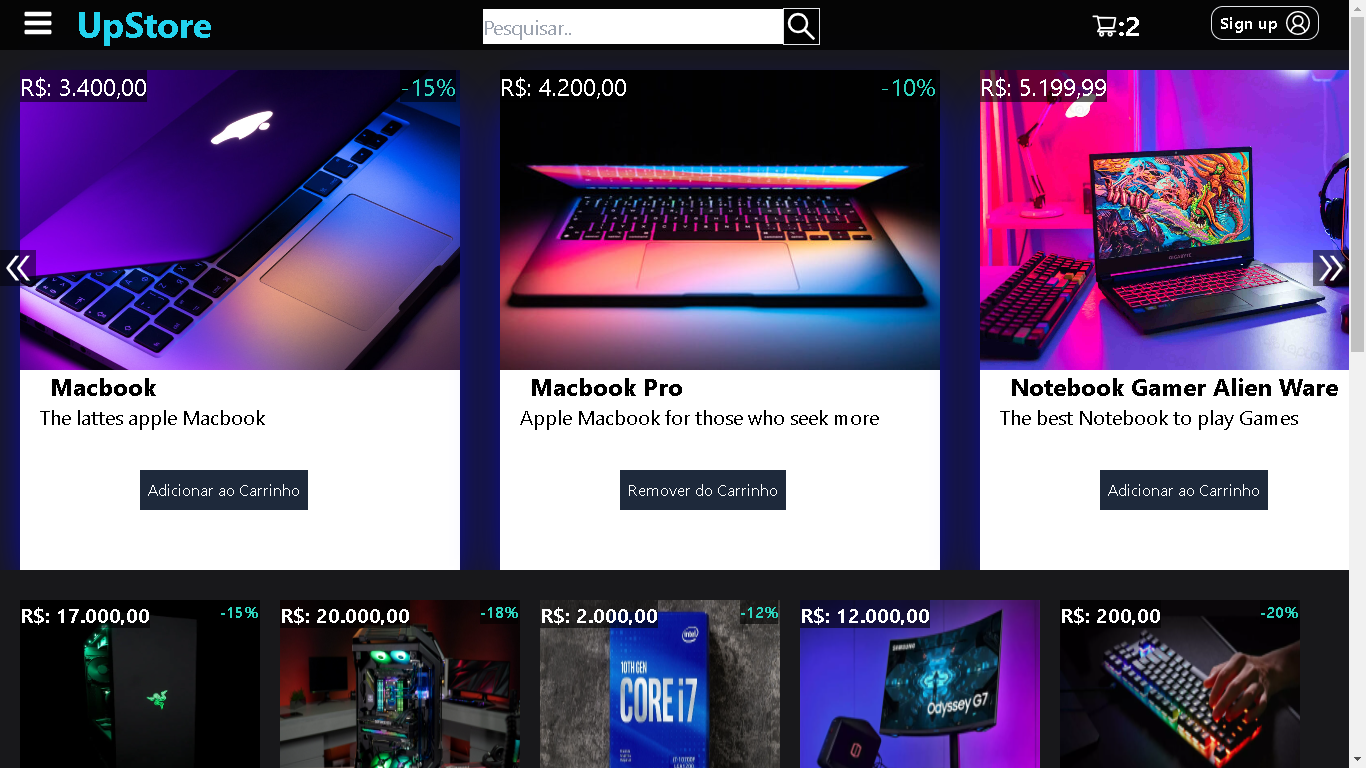 UpStore
Pesquisar..
:2
Sign up
R$: 3.400,00
-15%
Macbook
The lattes apple Macbook
Adicionar ao Carrinho
R$: 4.200,00
-10%
Macbook Pro
Apple Macbook for those who seek more
Remover do Carrinho
R$: 5.199,99
GIGABYTE
Notebook Gamer Alien Ware
The best Notebook to play Games
Adicionar ao Carrinho
R$: 17.000,00
-15%
R$: 20.000,00
-18%
R$: 2.000,00
-12%
intel
10TH GEN
CORE i7
R$: 12.000,00
SAMSUNG
Odyssey G7
R$: 200,00
-20%